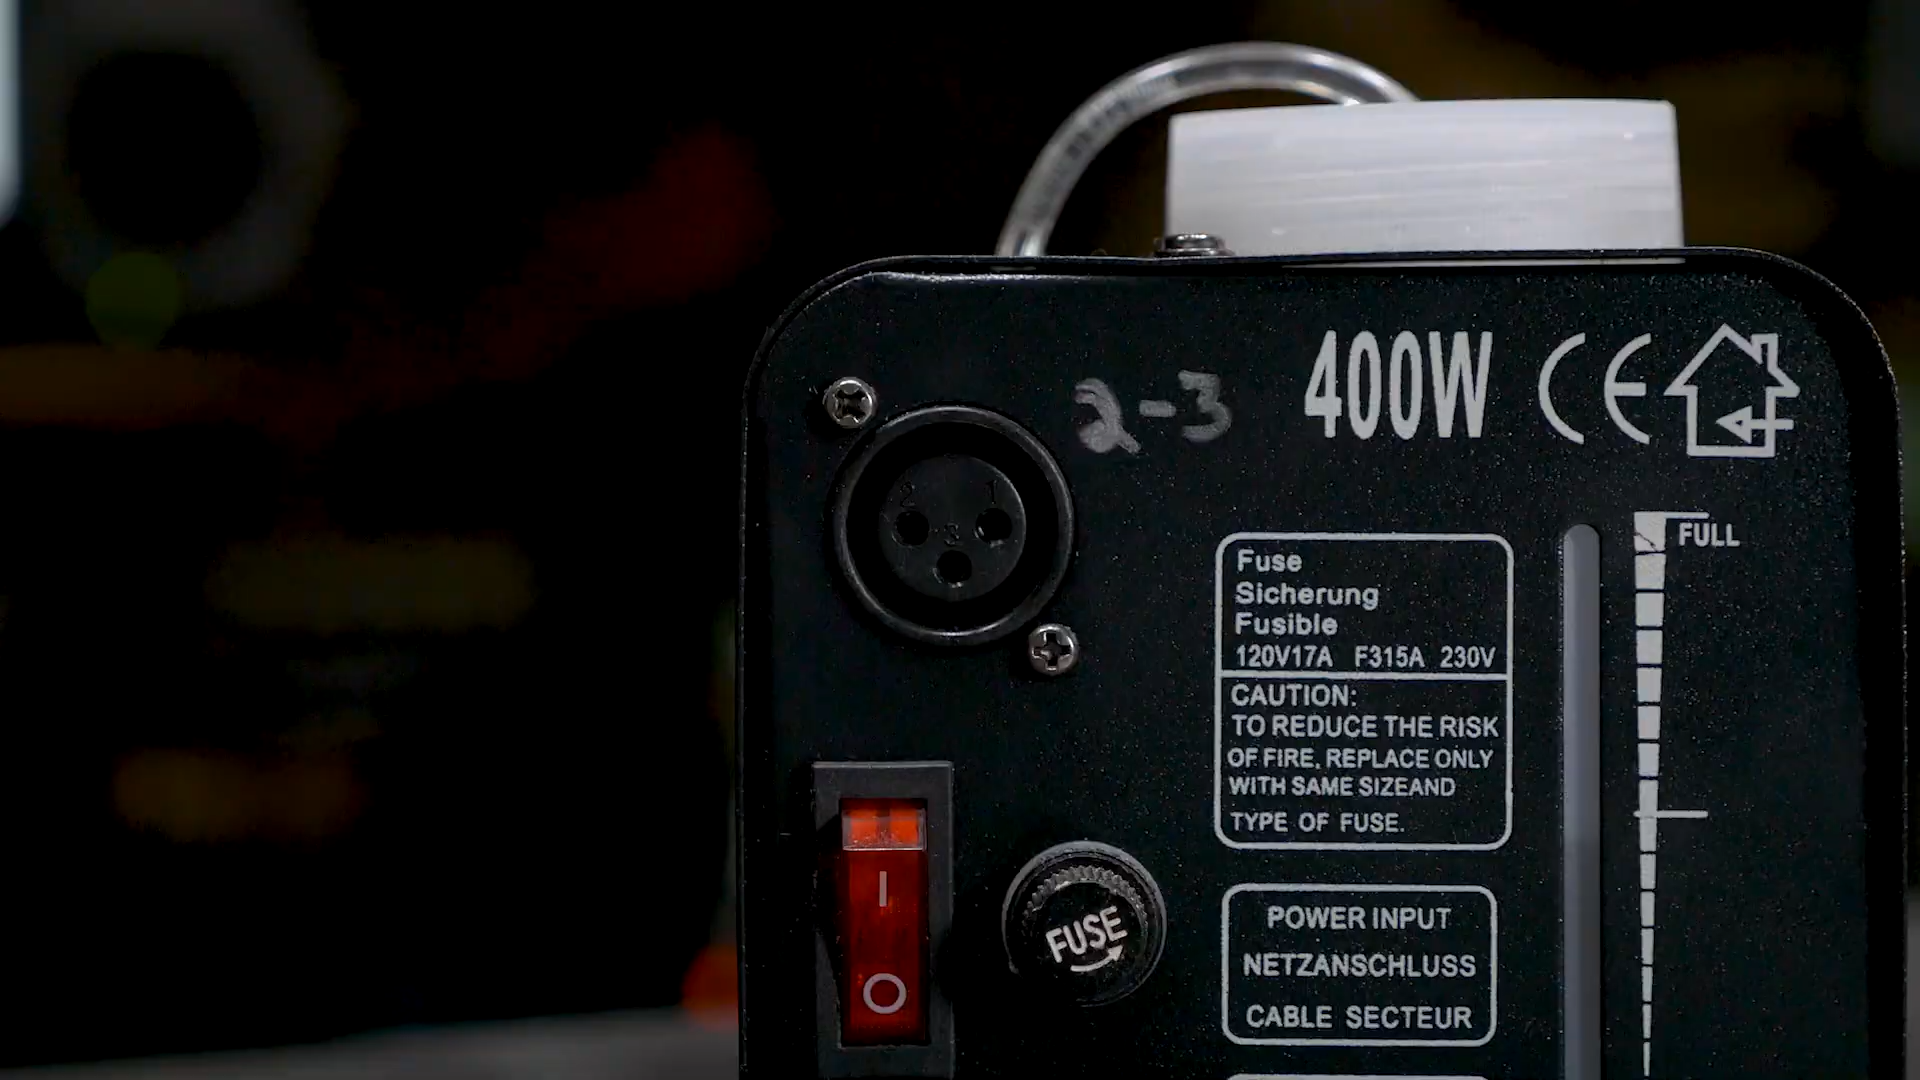 2-3
400W CE
2 1
3
FULL
Fuse
Sicherung
Fusible
120V17A F315A 230V
CAUTION:
TO REDUCE THE RISK
OF FIRE, REPLACE ONLY
WITH SAME SIZEAND
TYPE OF FUSE.
I
O
FUSE
POWER INPUT
NETZANSCHLUSS
CABLE SECTEUR